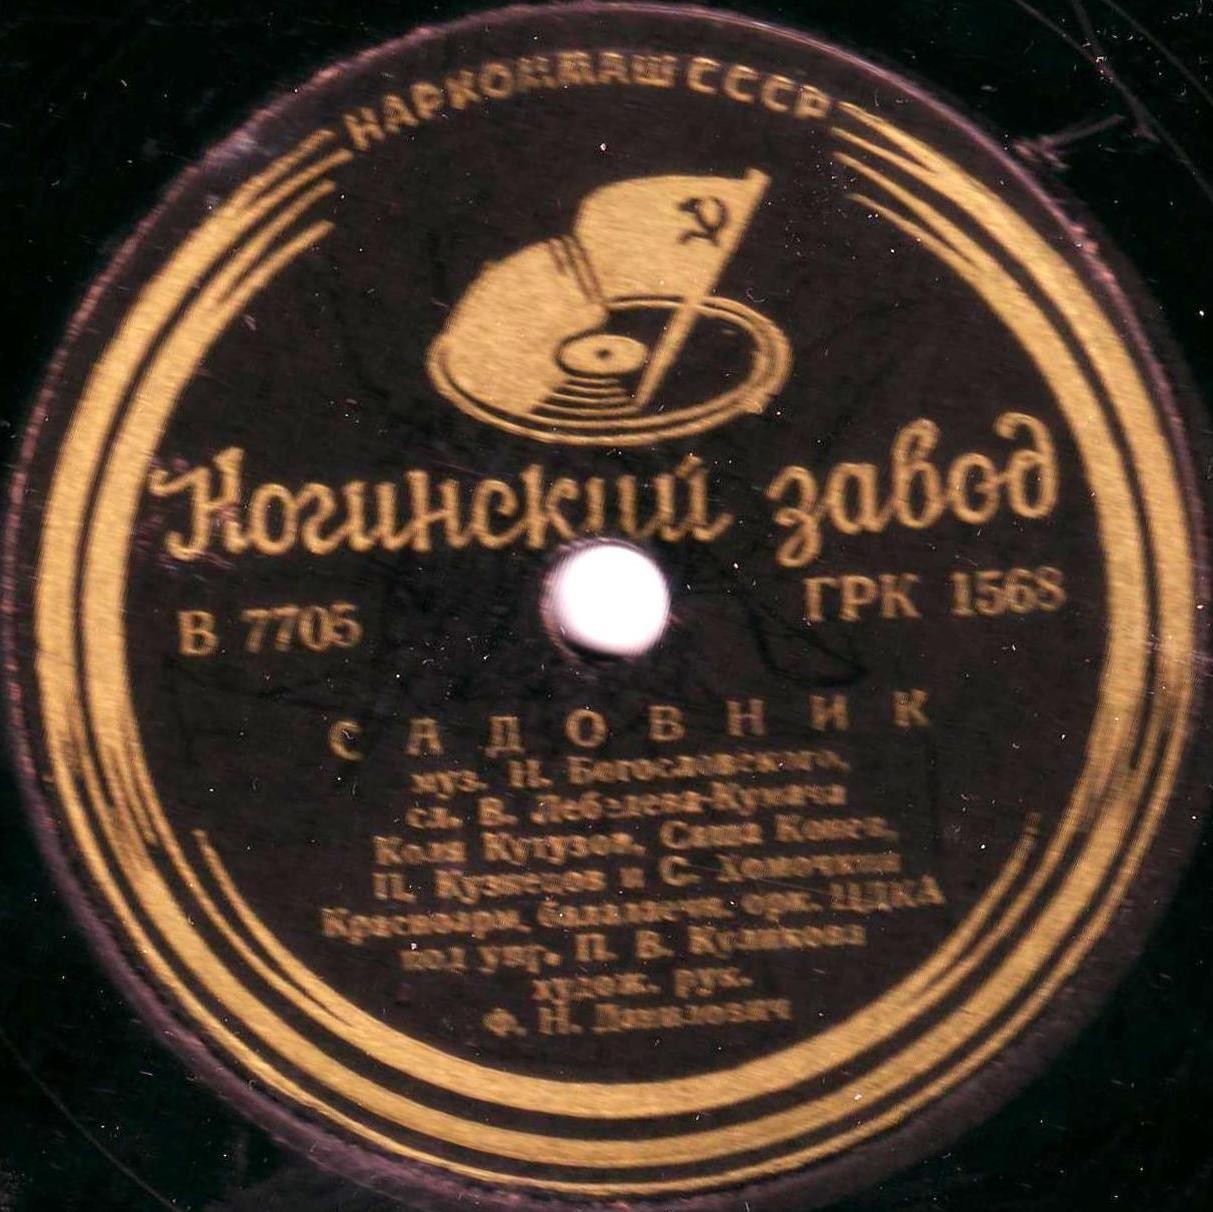 НАРКОММАШ СССР
Ногинский завод
В 7705
ГРК 1568
САДОВНИК
муз. Н. Богословского,
сл. В. Лебедева-Кумача
Коля Кутузов, Саша Конев,
П. Кузнецов и С. Хомочкин
Красноарм. балалаечн. орк. ЦДКА
под упр. П. В. Куликова
худож. рук.
Ф. Н. Данилович